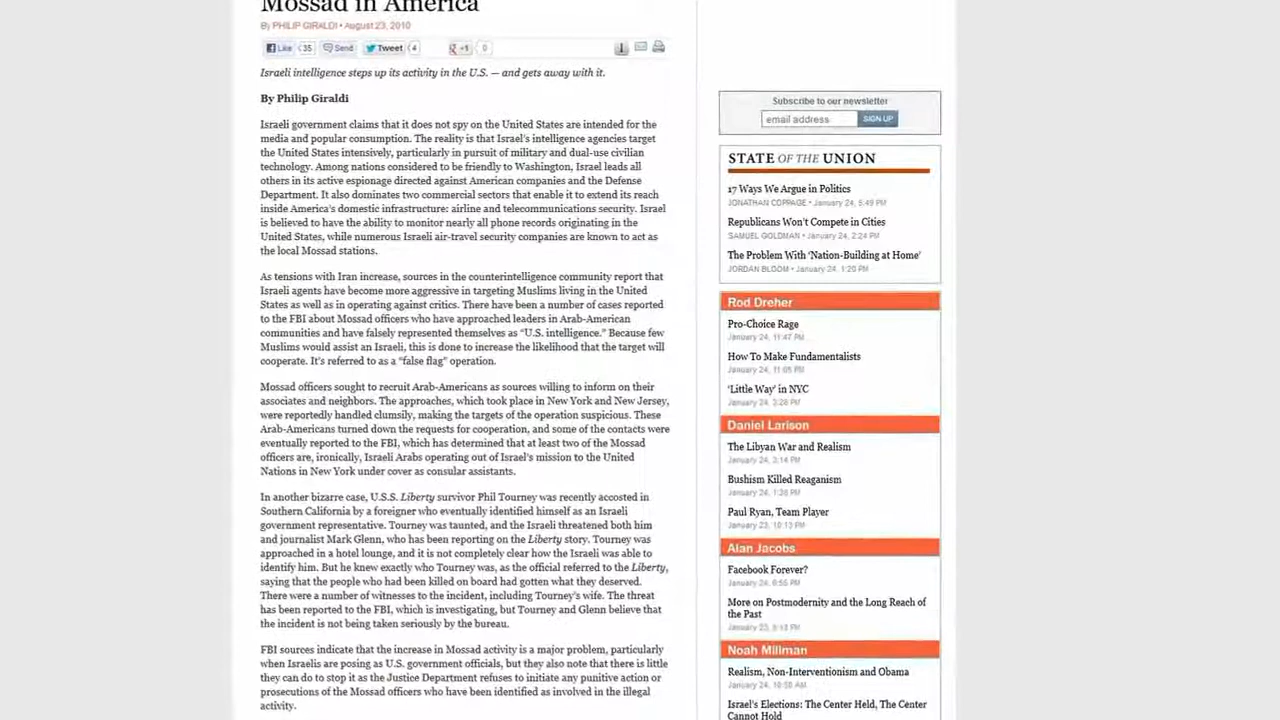 Mossad in America
By PHILIP GIRALDI • August 23, 2010
Like 35 Send Tweet 4 +1 0
Israeli intelligence steps up its activity in the U.S. — and gets away with it.
By Philip Giraldi
Israeli government claims that it does not spy on the United States are intended for the
media and popular consumption. The reality is that Israel's intelligence agencies target
the United States intensively, particularly in pursuit of military and dual-use civilian
technology. Among nations considered to be friendly to Washington, Israel leads all
others in its active espionage directed against American companies and the Defense
Department. It also dominates two commercial sectors that enable it to extend its reach
inside America's domestic infrastructure: airline and telecommunications security. Israel
is believed to have the ability to monitor nearly all phone records originating in the
United States, while numerous Israeli air-travel security companies are known to act as
the local Mossad stations.
As tensions with Iran increase, sources in the counterintelligence community report that
Israeli agents have become more aggressive in targeting Muslims living in the United
States as well as in operating against critics. There have been a number of cases reported
to the FBI about Mossad officers who have approached leaders in Arab-American
communities and have falsely represented themselves as “U.S. intelligence.” Because few
Muslims would assist an Israeli, this is done to increase the likelihood that the target will
cooperate. It's referred to as a “false flag” operation.
Mossad officers sought to recruit Arab-Americans as sources willing to inform on their
associates and neighbors. The approaches, which took place in New York and New Jersey,
were reportedly handled clumsily, making the targets of the operation suspicious. These
Arab-Americans turned down the requests for cooperation, and some of the contacts were
eventually reported to the FBI, which has determined that at least two of the Mossad
officers are, ironically, Israeli Arabs operating out of Israel's mission to the United
Nations in New York under cover as consular assistants.
In another bizarre case, U.S.S. Liberty survivor Phil Tourney was recently accosted in
Southern California by a foreigner who eventually identified himself as an Israeli
government representative. Tourney was taunted, and the Israeli threatened both him
and journalist Mark Glenn, who has been reporting on the Liberty story. Tourney was
approached in a hotel lounge, and it is not completely clear how the Israeli was able to
identify him. But he knew exactly who Tourney was, as the official referred to the Liberty,
saying that the people who had been killed on board had gotten what they deserved.
There were a number of witnesses to the incident, including Tourney's wife. The threat
has been reported to the FBI, which is investigating, but Tourney and Glenn believe that
the incident is not being taken seriously by the bureau.
FBI sources indicate that the increase in Mossad activity is a major problem, particularly
when Israelis are posing as U.S. government officials, but they also note that there is little
they can do to stop it as the Justice Department refuses to initiate any punitive action or
prosecutions of the Mossad officers who have been identified as involved in the illegal
activity.
Subscribe to our newsletter
email address SIGN UP
STATE OF THE UNION
17 Ways We Argue in Politics
JONATHAN COPPAGE • January 24, 5:49 PM
Republicans Won't Compete in Cities
SAMUEL GOLDMAN • January 24, 2:24 PM
The Problem With 'Nation-Building at Home'
JORDAN BLOOM • January 24, 1:20 PM
Rod Dreher
Pro-Choice Rage
January 24, 11:47 PM
How To Make Fundamentalists
January 24, 11:05 PM
'Little Way' in NYC
January 24, 3:28 PM
Daniel Larison
The Libyan War and Realism
January 24, 3:14 PM
Bushism Killed Reaganism
January 24, 1:38 PM
Paul Ryan, Team Player
January 23, 10:13 PM
Alan Jacobs
Facebook Forever?
January 24, 6:55 PM
More on Postmodernity and the Long Reach of
the Past
January 23, PM
Noah Millman
Realism, Non-Interventionism and Obama
January 24, 10:58 AM
Israel's Elections: The Center Held, The Center
Cannot Hold